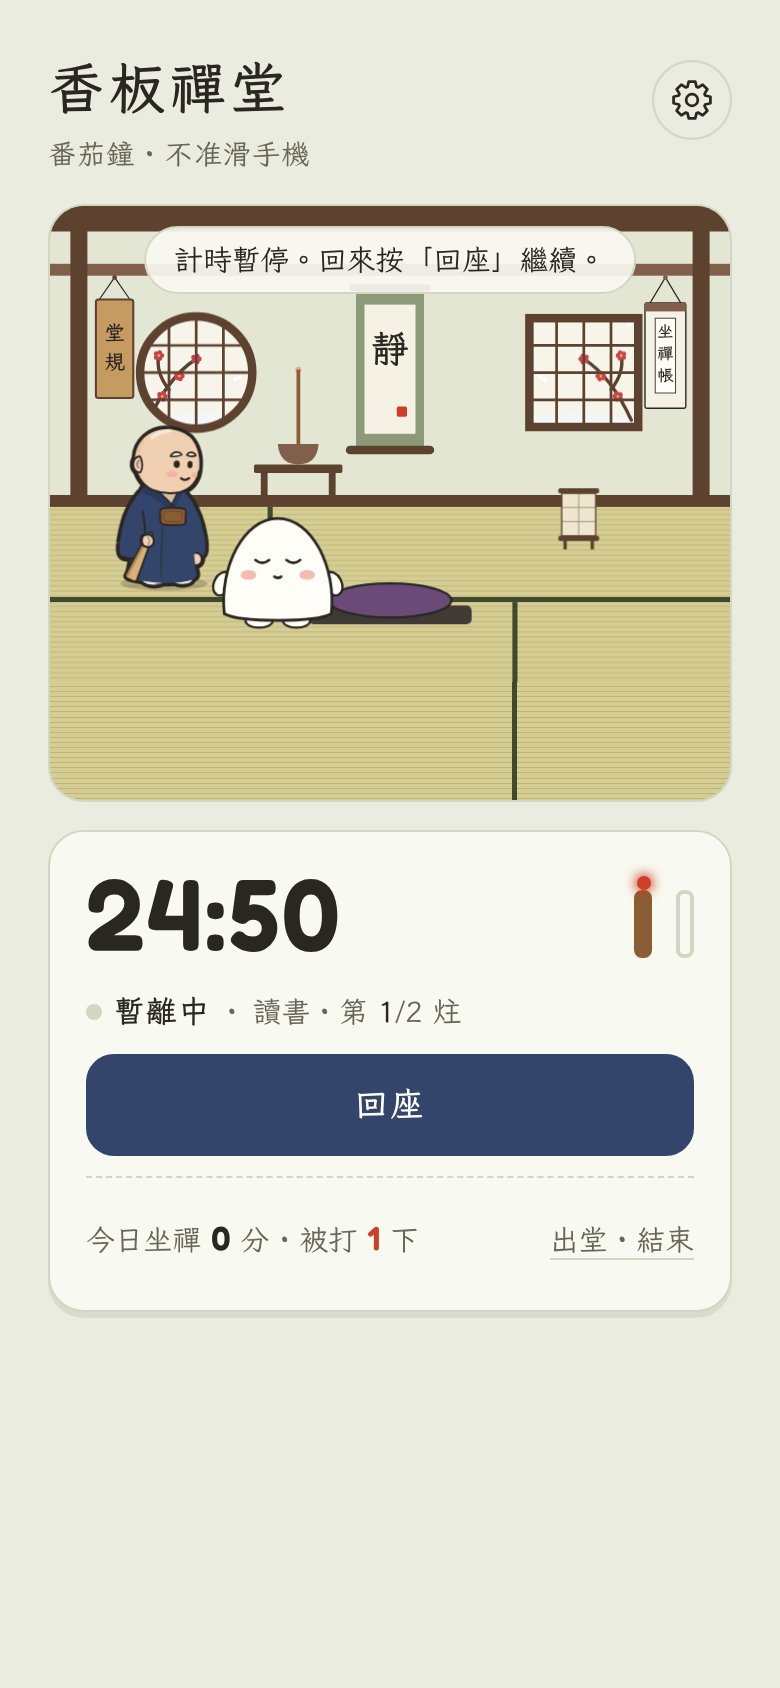 香板禪堂
番茄鐘・不准滑手機
計時暫停。回來按「回座」繼續。
堂規
靜
坐禪帳
24:50
暫離中・讀書・第 1/2 炷
回座
今日坐禪 0 分・被打 1 下
出堂・結束